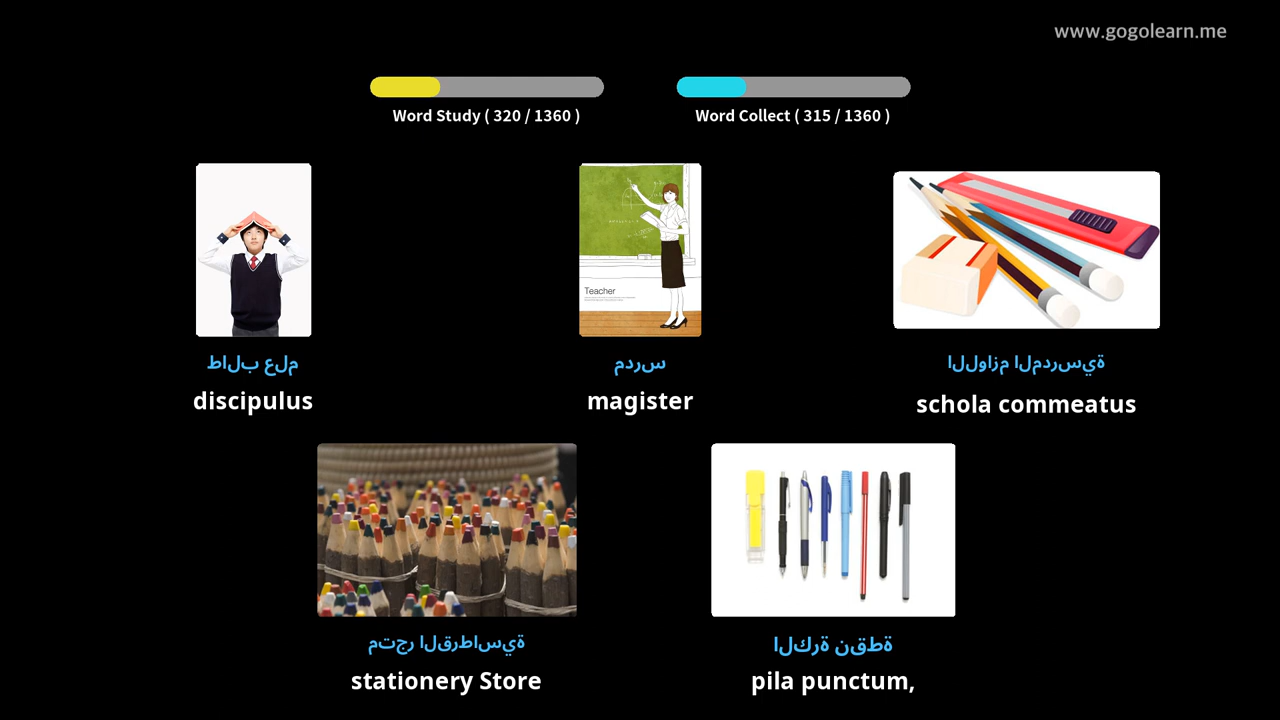 www.gogolearn.me
Word Study ( 320 / 1360 )
Word Collect ( 315 / 1360 )
Teacher
طالب علم
discipulus
مدرس
magister
اللوازم المدرسية
schola commeatus
متجر القرطاسية
stationery Store
الكرة نقطة
pila punctum,